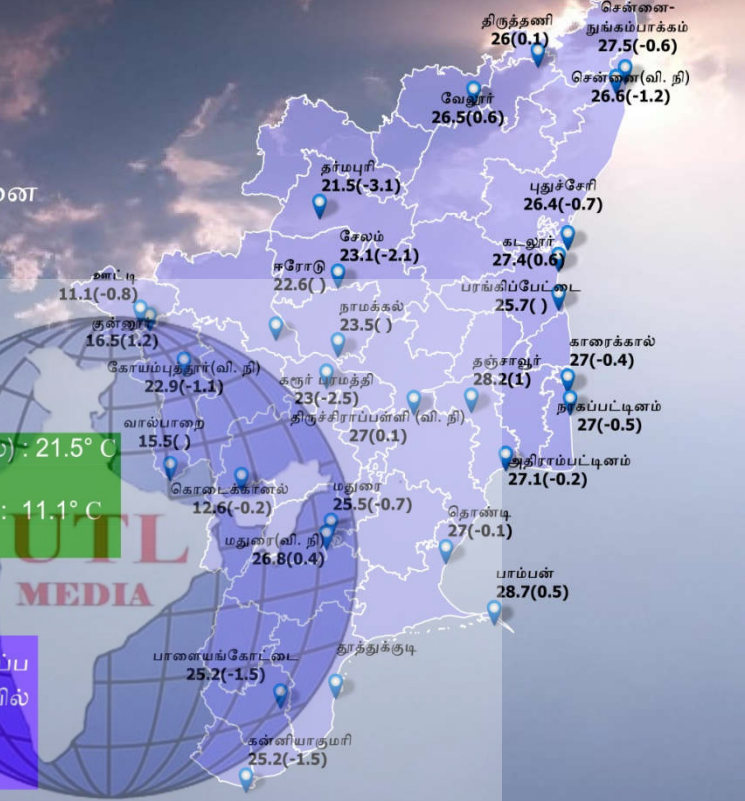 சென்னை-
நுங்கம்பாக்கம்
27.5(-0.6)
திருத்தணி
26(0.1)
சென்னை(வி. நி)
26.6(-1.2)
வேலூர்
26.5(0.6)
தர்மபுரி
21.5(-3.1)
புதுச்சேரி
26.4(-0.7)
சேலம்
23.1(-2.1)
கடலூர்
27.4(0.6)
ஈரோடு
22.6( )
ஊட்டி
11.1(-0.8)
பரங்கிப்பேட்டை
25.7( )
நாமக்கல்
23.5( )
குன்னூர்
16.5(1.2)
காரைக்கால்
27(-0.4)
கோயம்புத்தூர்(வி. நி)
22.9(-1.1)
தஞ்சாவூர்
28.2(1)
கரூர் பரமத்தி
23(-2.5)
நாகப்பட்டினம்
27(-0.5)
திருச்சிராப்பள்ளி (வி. நி)
27(0.1)
வால்பாறை
15.5( )
: 21.5° C
அதிராம்பட்டினம்
27.1(-0.2)
கொடைக்கானல்
12.6(-0.2)
மதுரை
25.5(-0.7)
: 11.1° C
தொண்டி
27(-0.1)
மதுரை(வி. நி)
26.8(0.4)
UTL
MEDIA
பாம்பன்
28.7(0.5)
தூத்துக்குடி
பாளையங்கோட்டை
25.2(-1.5)
கன்னியாகுமரி
25.2(-1.5)